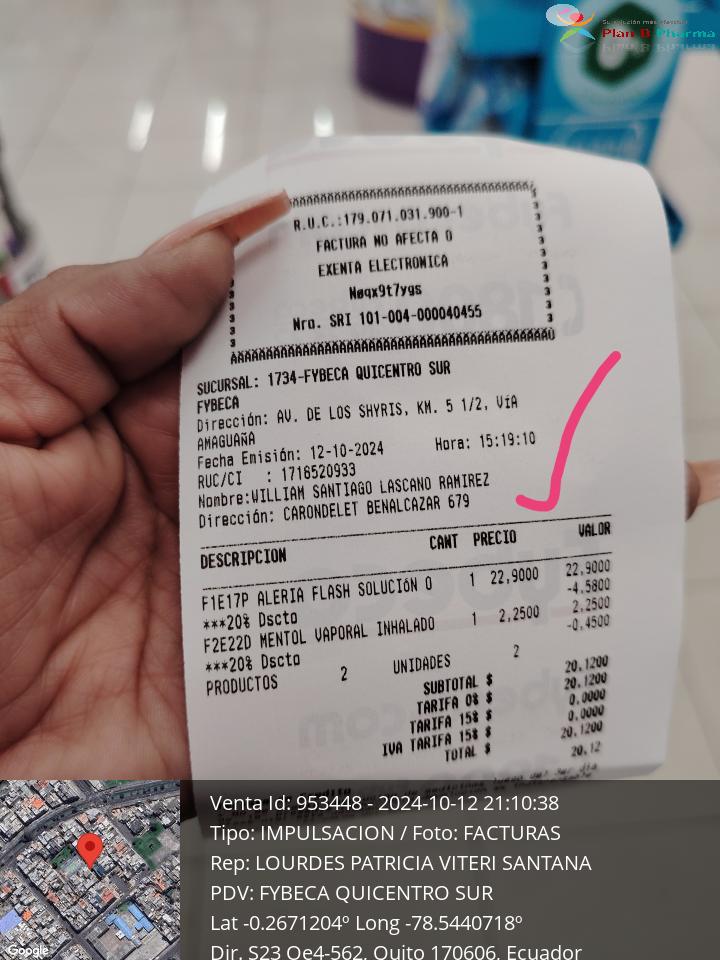 Su solución más efectiva
Plan B Pharma
R.U.C.:179.071.031.900-1
FACTURA NO AFECTA 0
EXENTA ELECTRONICA
Nøqx9t7ygs
Nro. SRI 101-004-000040455
SUCURSAL: 1734-FYBECA QUICENTRO SUR
FYBECA
Dirección: AV. DE LOS SHYRIS, KM. 5 1/2, VíA
AMAGUAñA
Fecha Emisión: 12-10-2024 Hora: 15:19:10
RUC/CI : 1716520933
Nombre:WILLIAM SANTIAGO LASCANO RAMIREZ
Dirección: CARONDELET BENALCAZAR 679
DESCRIPCION CANT PRECIO VALOR
F1E17P ALERIA FLASH SOLUCIóN O 1 22,9000 22.9000
***20% Dscto -4.5800
F2E22D MENTOL VAPORAL INHALADO 1 2,2500 2.2500
***20% Dscto -0.4500
PRODUCTOS 2 UNIDADES 2
SUBTOTAL $ 20.1200
TARIFA 0% $ 20.1200
TARIFA 15% $ 0.0000
IVA TARIFA 15% $ 0.0000
TOTAL $ 20.1200
20.12
Venta Id: 953448 - 2024-10-12 21:10:38
Tipo: IMPULSACION / Foto: FACTURAS
Rep: LOURDES PATRICIA VITERI SANTANA
PDV: FYBECA QUICENTRO SUR
Lat -0.2671204º Long -78.5440718º
Dir. S23 Oe4-562, Quito 170606, Ecuador
Google